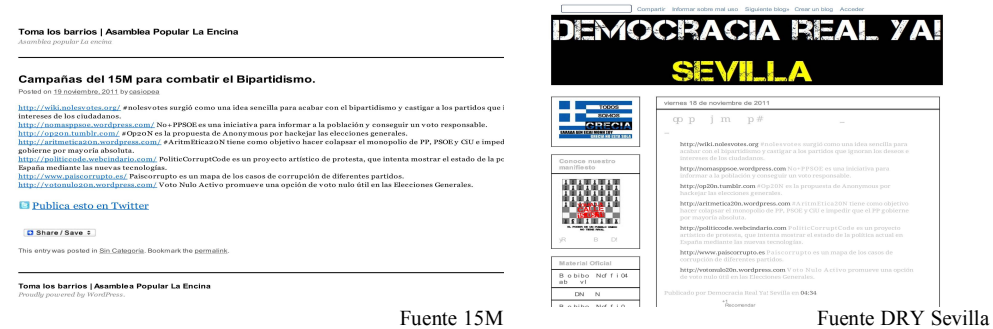 Toma los barrios | Asamblea Popular La Encina
Asamblea popular La encina
Campañas del 15M para combatir el Bipartidismo.
Posted on 19 noviembre, 2011 by casiopea
http://wiki.nolesvotes.org/ #nolesvotes surgió como una idea sencilla para acabar con el bipartidismo y castigar a los partidos que i
intereses de los ciudadanos.
http://nomasppsoe.wordpress.com/ No+PPSOE es una iniciativa para informar a la población y conseguir un voto responsable.
http://op20n.tumblr.com/ #Op20N es la propuesta de Anonymous por hackejar las elecciones generales.
http://aritmetica20n.wordpress.com/ #AritmEtica20N tiene como objetivo hacer colapsar el monopolio de PP, PSOE y CiU e imped
gobierne por mayoría absoluta.
http://politiccode.webcindario.com/ PoliticCorruptCode es un proyecto artístico de protesta, que intenta mostrar el estado de la po
España mediante las nuevas tecnologías.
http://www.paiscorrupto.es/ Paiscorrupto es un mapa de los casos de corrupción de diferentes partidos.
http://votonulo20n.wordpress.com/ Voto Nulo Activo promueve una opción de voto nulo útil en las Elecciones Generales.
Publica esto en Twitter
Share / Save
This entry was posted in Sin Categoría. Bookmark the permalink.
Toma los barrios | Asamblea Popular La Encina
Proudly powered by WordPress.
Fuente 15M
Compartir Informar sobre mal uso Siguiente blog» Crear un blog Acceder
DEMOCRACIA REAL YA!
SEVILLA
TODOS
SOMOS
GRECIA
Conoce nuestro
manifiesto
Material Oficial
viernes 18 de noviembre de 2011
http://wiki.nolesvotes.org #nolesvotes surgió como una idea sencilla para
acabar con el bipartidismo y castigar a los partidos que ignoran los deseos e
intereses de los ciudadanos.
http://nomasppsoe.wordpress.com No+PPSOE es una iniciativa para
informar a la población y conseguir un voto responsable.
http://op20n.tumblr.com #Op20N es la propuesta de Anonymous por
hackejar las elecciones generales.
http://aritmetica20n.wordpress.com #AritmEtica20N tiene como objetivo
hacer colapsar el monopolio de PP, PSOE y CiU e impedir que el PP gobierne
por mayoría absoluta.
http://politiccode.webcindario.com PoliticCorruptCode es un proyecto
artístico de protesta, que intenta mostrar el estado de la política actual en
España mediante las nuevas tecnologías.
http://www.paiscorrupto.es Paiscorrupto es un mapa de los casos de
corrupción de diferentes partidos.
http://votonulo20n.wordpress.com Voto Nulo Activo promueve una opción
de voto nulo útil en las Elecciones Generales.
Publicado por Democracia Real Ya! Sevilla en 04:34
+1
Recomendar
Fuente DRY Sevilla